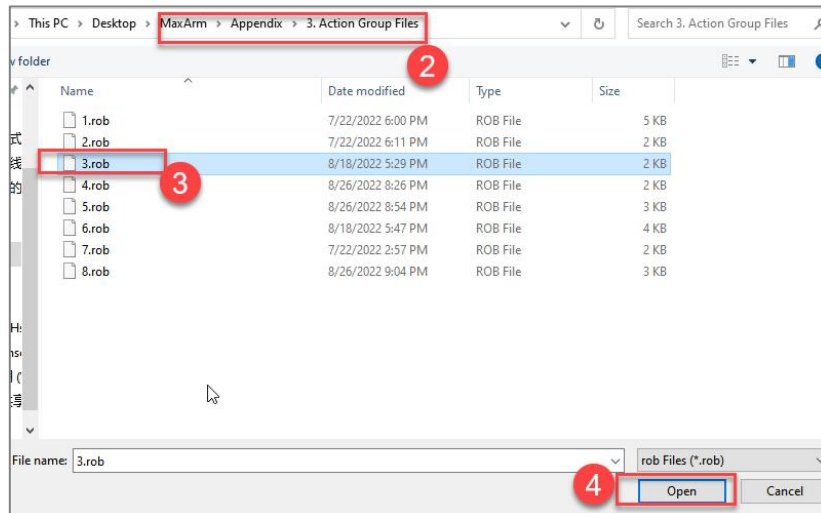 > This PC > Desktop > MaxArm > Appendix > 3. Action Group Files
Search 3. Action Group Files
2
v folder
Name Date modified Type Size
1.rob 7/22/2022 6:00 PM ROB File 5 KB
2.rob 7/22/2022 6:11 PM ROB File 2 KB
3.rob 8/18/2022 5:29 PM ROB File 2 KB
3
4.rob 8/26/2022 8:26 PM ROB File 2 KB
5.rob 8/26/2022 8:54 PM ROB File 3 KB
6.rob 8/18/2022 5:47 PM ROB File 4 KB
7.rob 7/22/2022 2:57 PM ROB File 2 KB
8.rob 8/26/2022 9:04 PM ROB File 3 KB
式
线
的
享
File name: 3.rob rob Files (*.rob)
4
Open Cancel